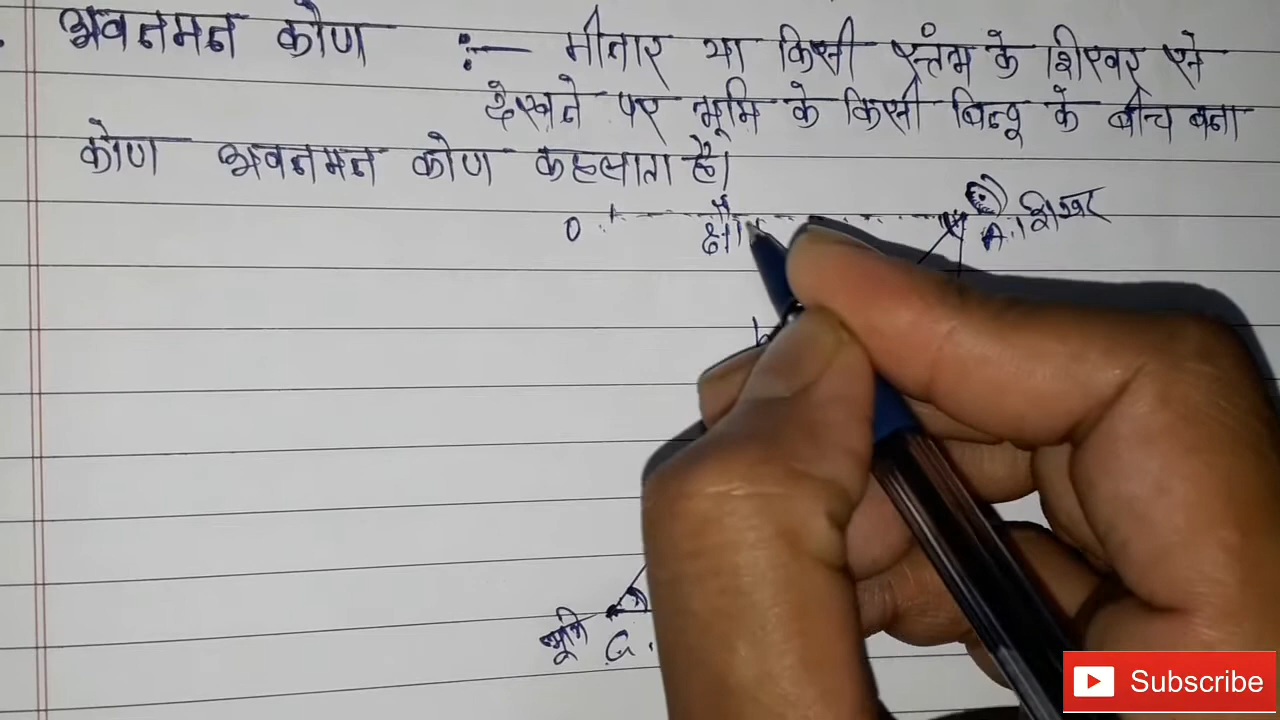 अवनमन कोण :— मीनार या किसी स्तंभ के शिखर से
देखने पर भूमि के किसी बिन्दू के बीच बना
कोण अवनमन कोण कहलाता है।
A. शिखर
O
भूमि
G.
Subscribe